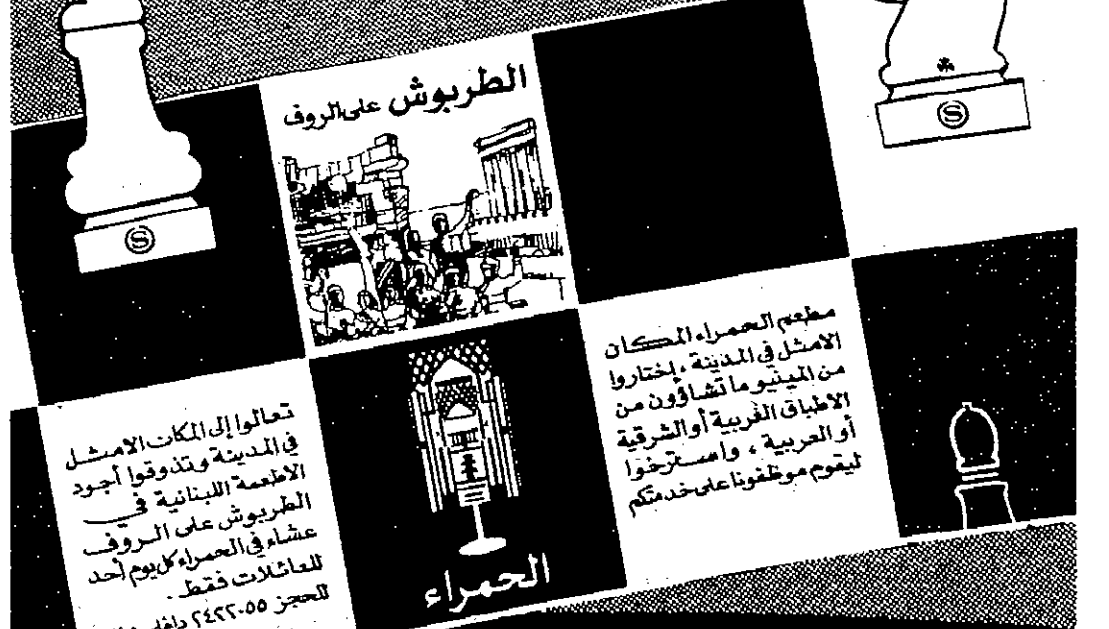 الطربوش على الروف
مطعم الحمراء المكان
الامثل في المدينة ، إختاروا
من المينيو ما تشاؤون من
الاطباق الغربية أو الشرقية
أو العربية ، واسترخوا
ليقوم موظفونا على خدمتكم
تعالوا إلى المكان الامثل
في المدينة وتذوقوا أجود
الاطعمة اللبنانية في
الطربوش على الروف
عشاء في الحمراء كل يوم أحد
للعائلات فقط .
للحجز ٢٤٢٢٠٥٥
الحمراء
S
S